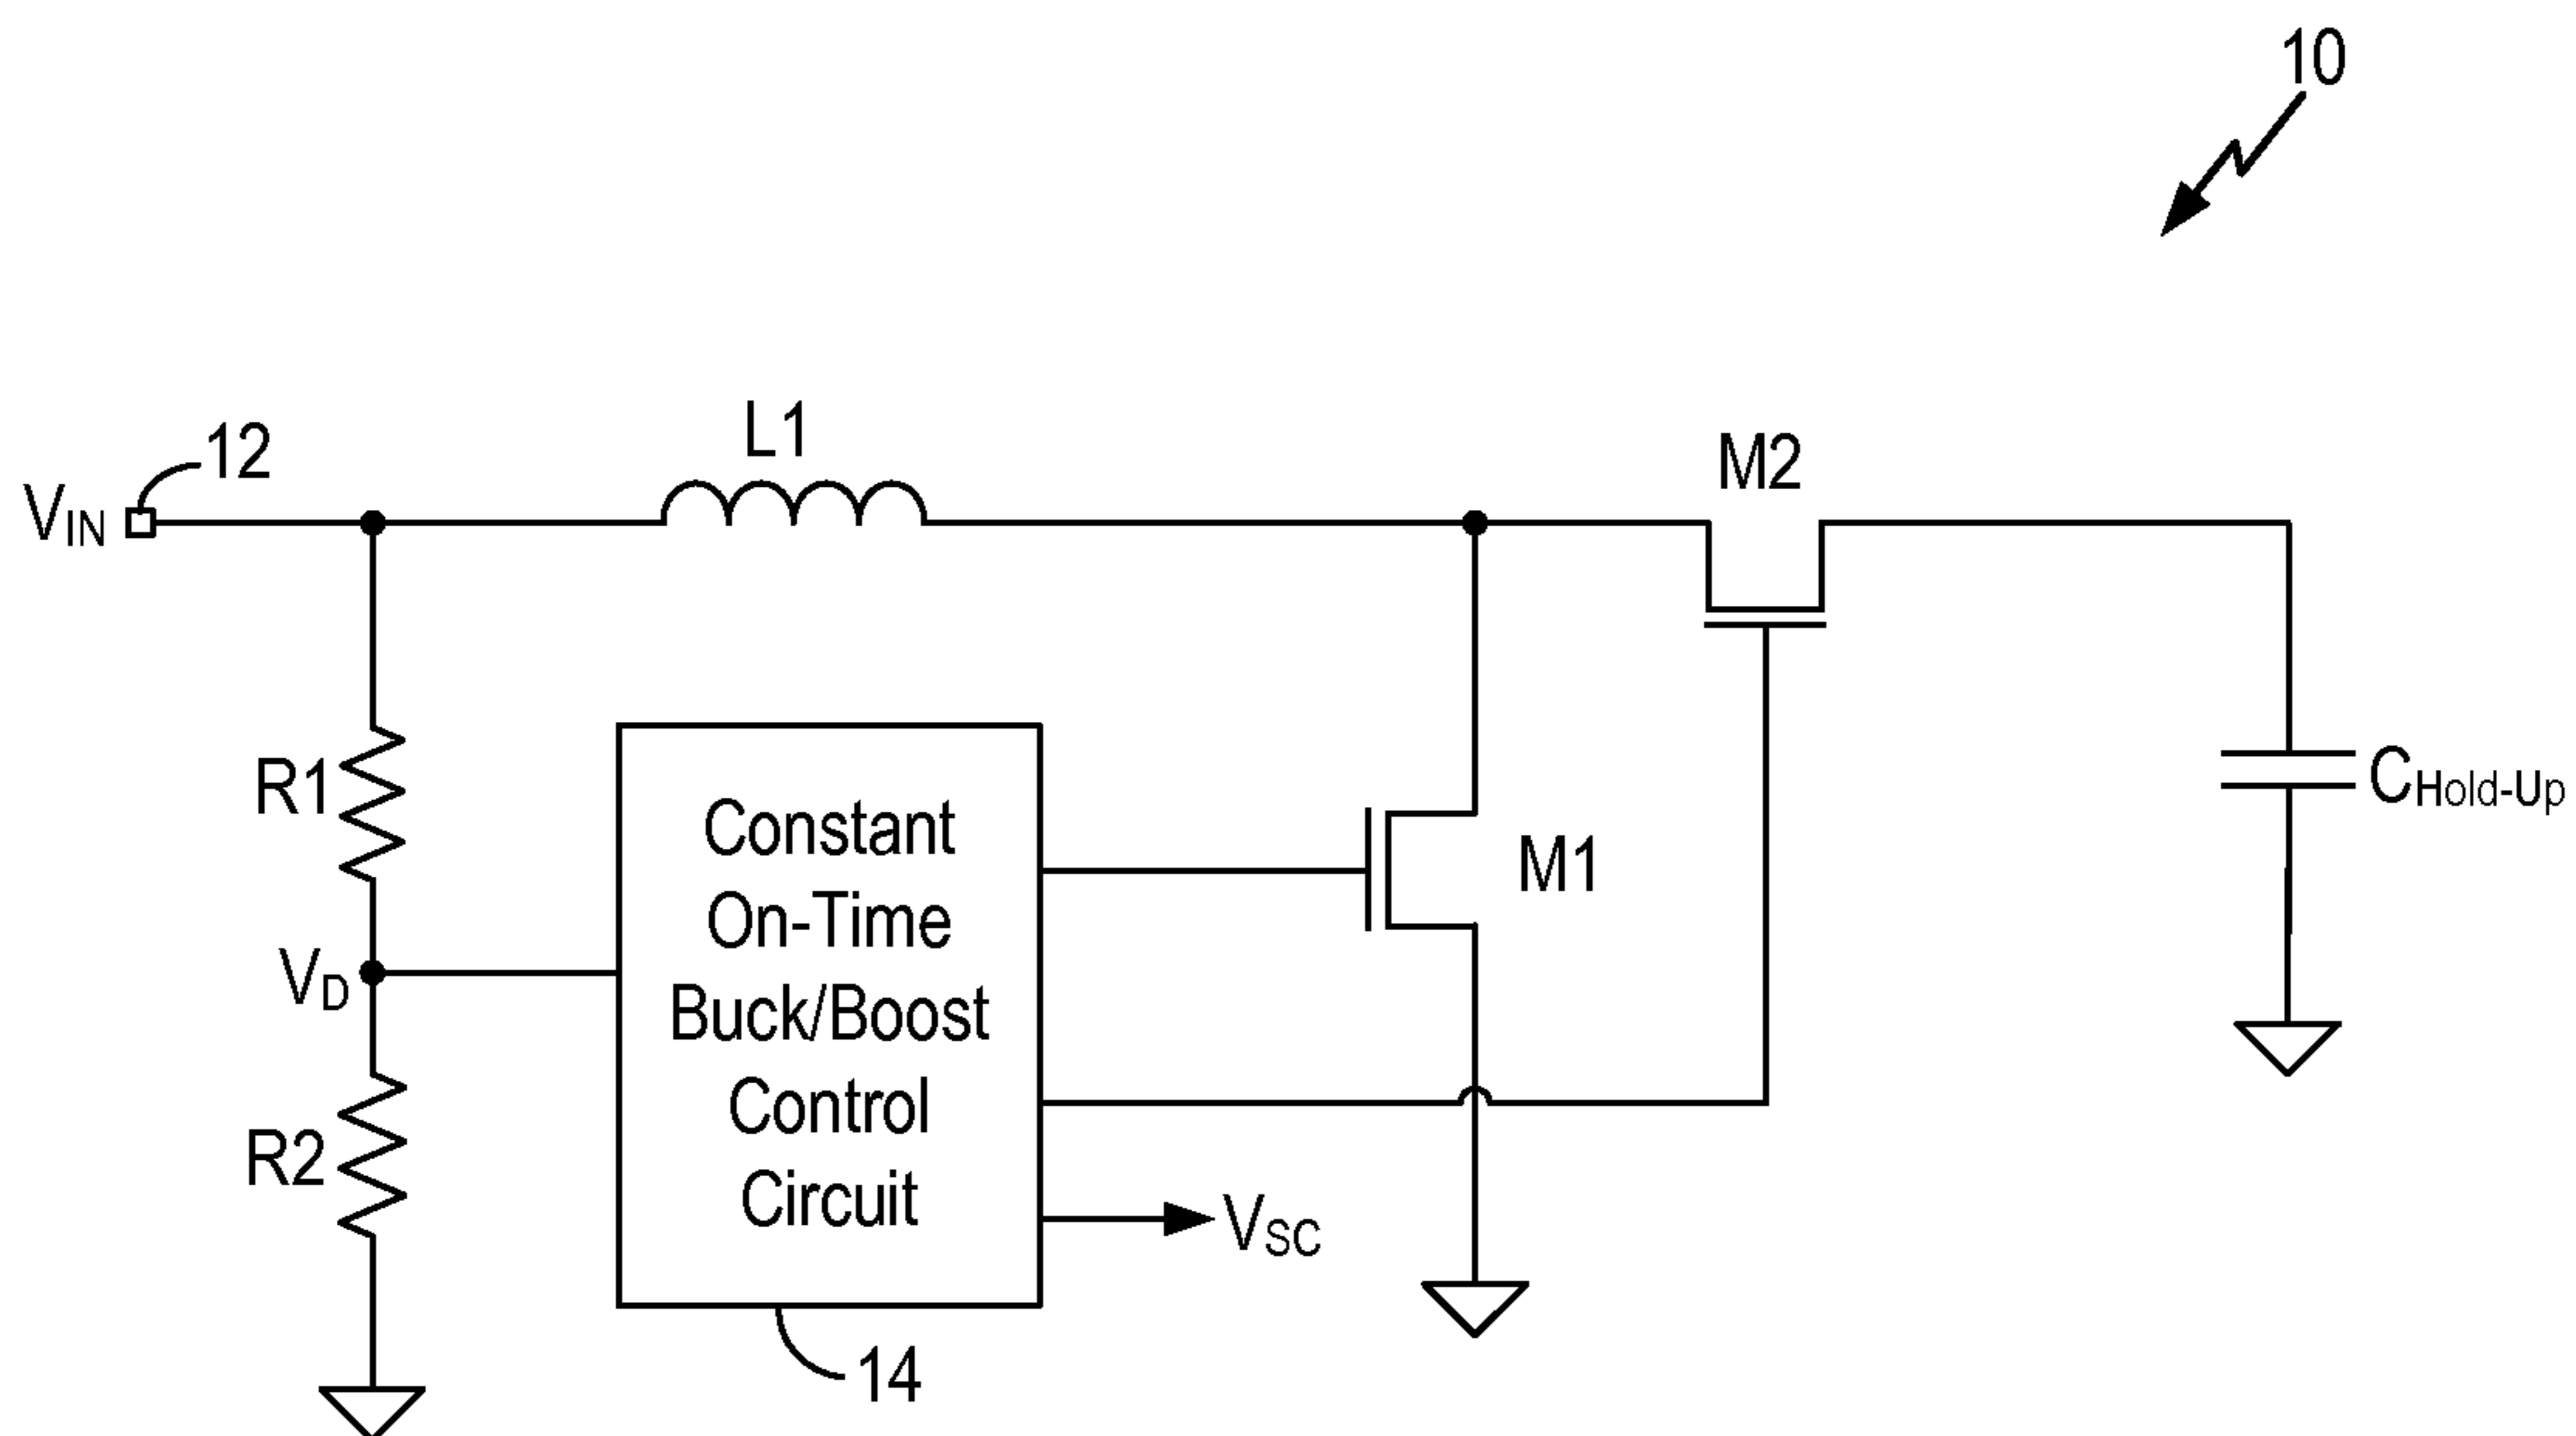 10
L1
12
M2
VIN
R1
CHold-Up
Constant
On-Time
Buck/Boost
Control
Circuit
M1
VD
R2
VSC
14